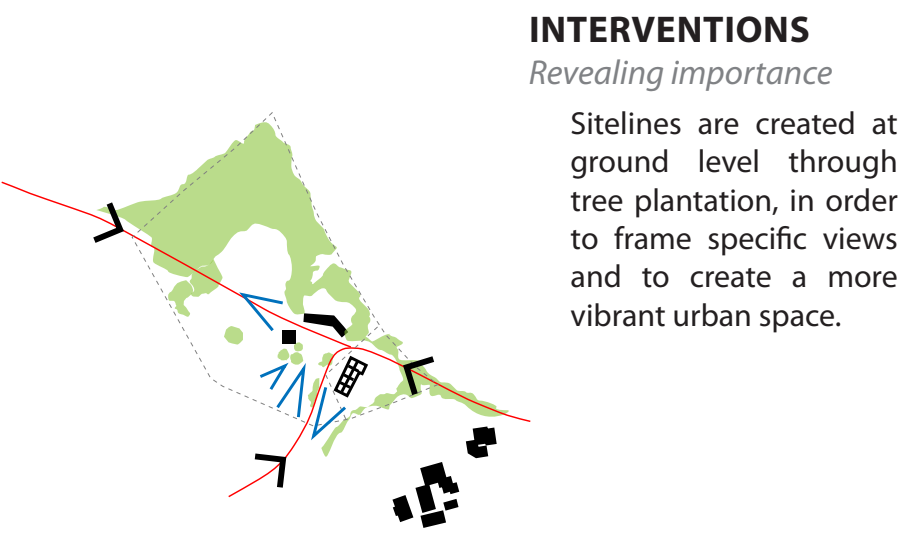 INTERVENTIONS
Revealing importance
Sitelines are created at
ground level through
tree plantation, in order
to frame specific views
and to create a more
vibrant urban space.